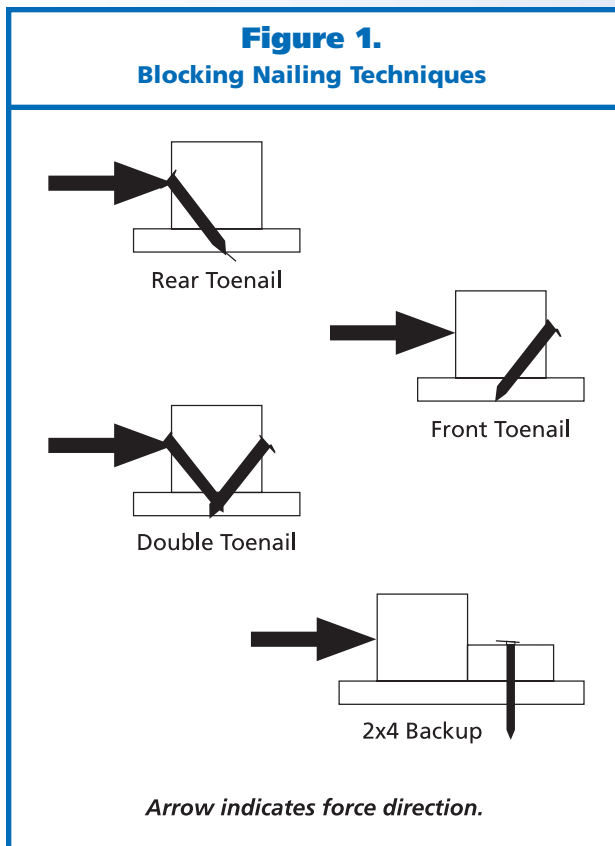 Figure 1.
Blocking Nailing Techniques
Rear Toenail
Front Toenail
Double Toenail
2x4 Backup
Arrow indicates force direction.